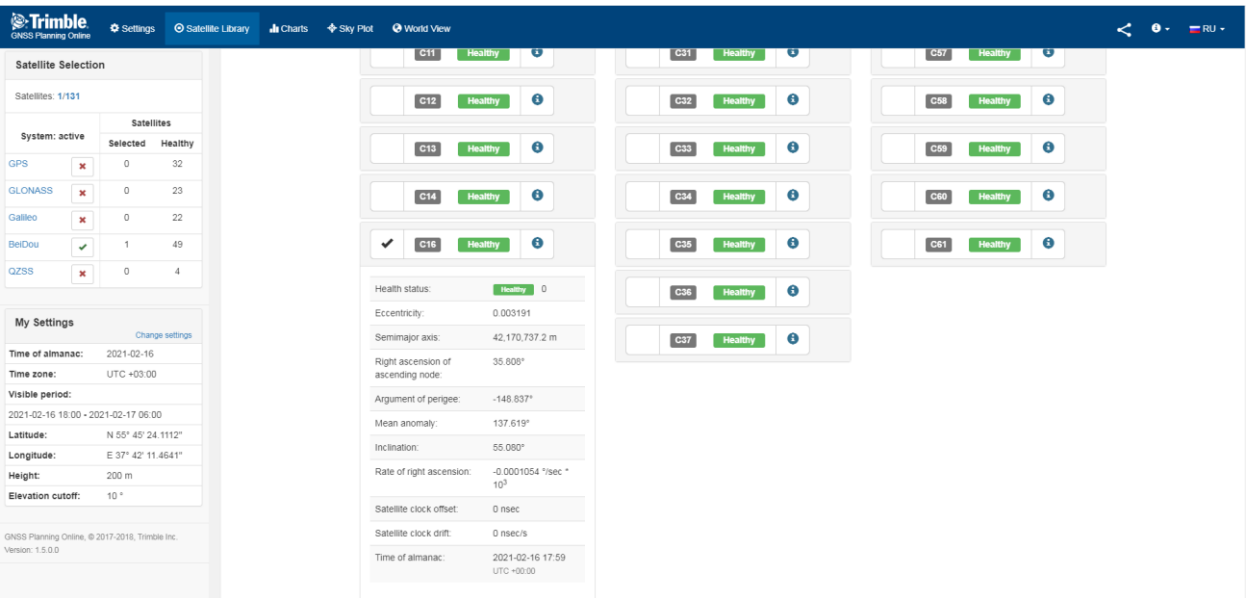 Trimble.
GNSS Planning Online
Settings
Satellite Library
Charts
Sky Plot
World View
RU
Satellite Selection
Satellites: 1/131
System: active
Satellites
Selected Healthy
GPS 0 32
GLONASS 0 23
Galileo 0 22
BeiDou 1 49
QZSS 0 4
My Settings
Change settings
Time of almanac: 2021-02-16
Time zone: UTC +03:00
Visible period:
2021-02-16 18:00 - 2021-02-17 06:00
Latitude: N 55° 45' 24.1112"
Longitude: E 37° 42' 11.4641"
Height: 200 m
Elevation cutoff: 10 °
GNSS Planning Online, © 2017-2018, Trimble Inc.
Version: 1.5.0.0
C11 Healthy
C12 Healthy
C13 Healthy
C14 Healthy
C16 Healthy
Health status: Healthy 0
Eccentricity: 0.003191
Semimajor axis: 42,170,737.2 m
Right ascension of 35.808°
ascending node:
Argument of perigee: -148.837°
Mean anomaly: 137.619°
Inclination: 55.080°
Rate of right ascension: -0.0001054 °/sec *
10³
Satellite clock offset: 0 nsec
Satellite clock drift: 0 nsec/s
Time of almanac: 2021-02-16 17:59
UTC +00:00
C31 Healthy
C32 Healthy
C33 Healthy
C34 Healthy
C35 Healthy
C36 Healthy
C37 Healthy
C57 Healthy
C58 Healthy
C59 Healthy
C60 Healthy
C61 Healthy